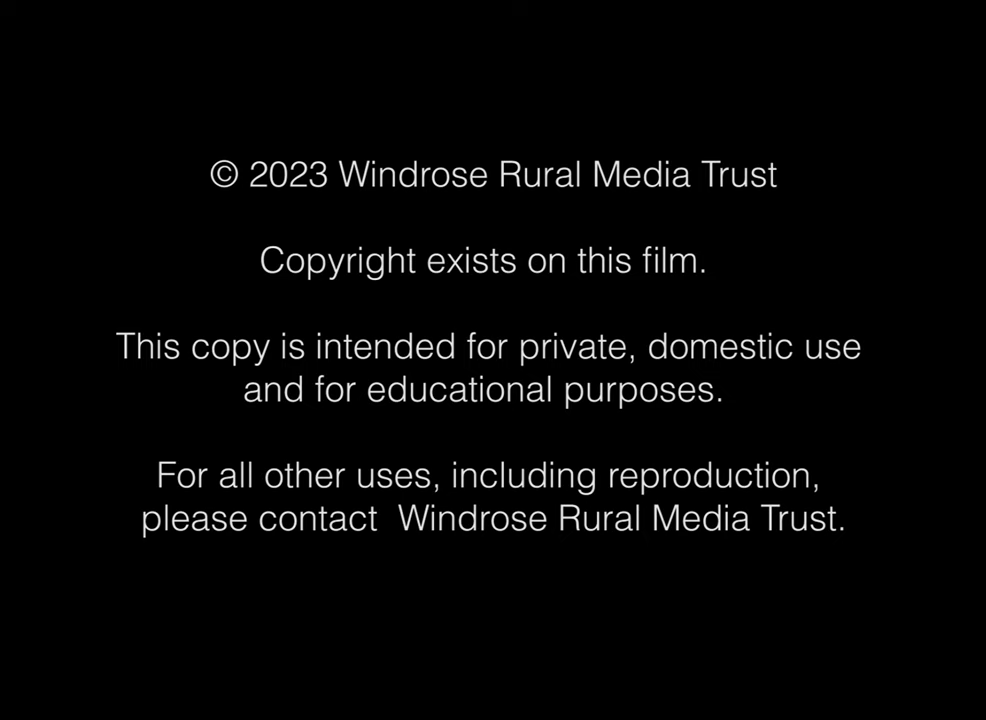 © 2023 Windrose Rural Media Trust
Copyright exists on this film.
This copy is intended for private, domestic use
and for educational purposes.
For all other uses, including reproduction,
please contact  Windrose Rural Media Trust.